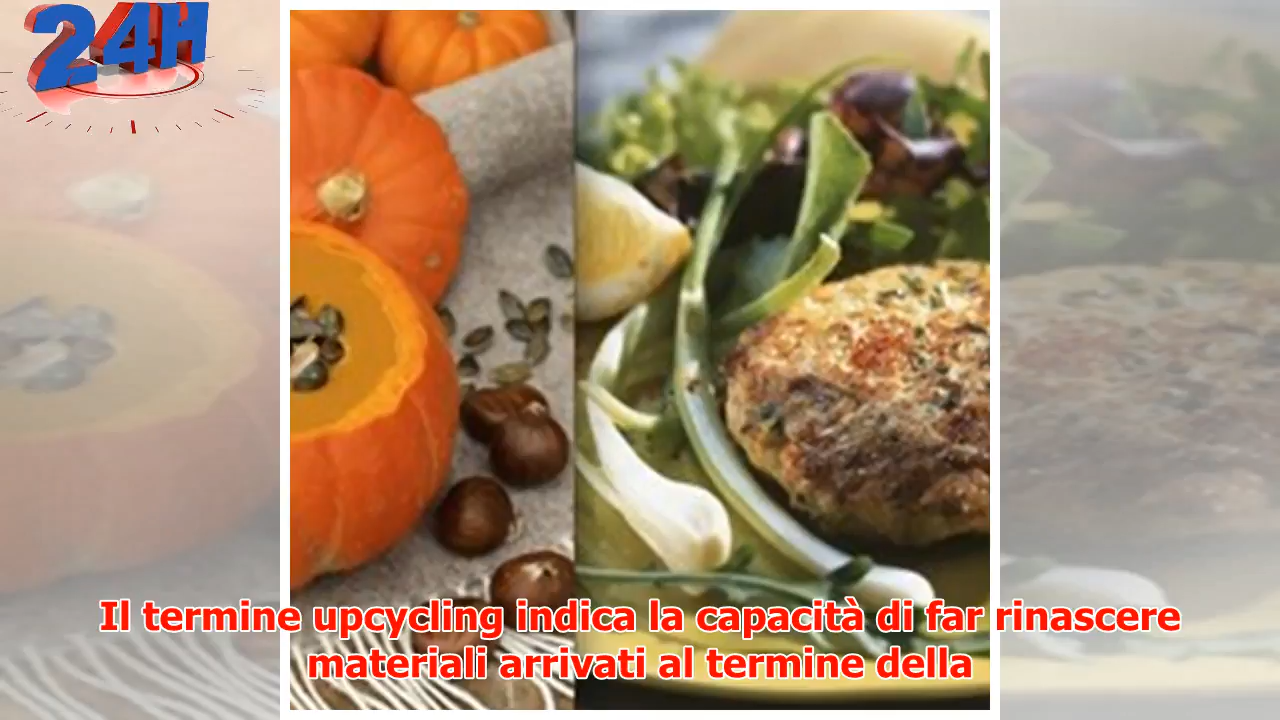 24H
Il termine upcycling indica la capacità di far rinascere
materiali arrivati al termine della